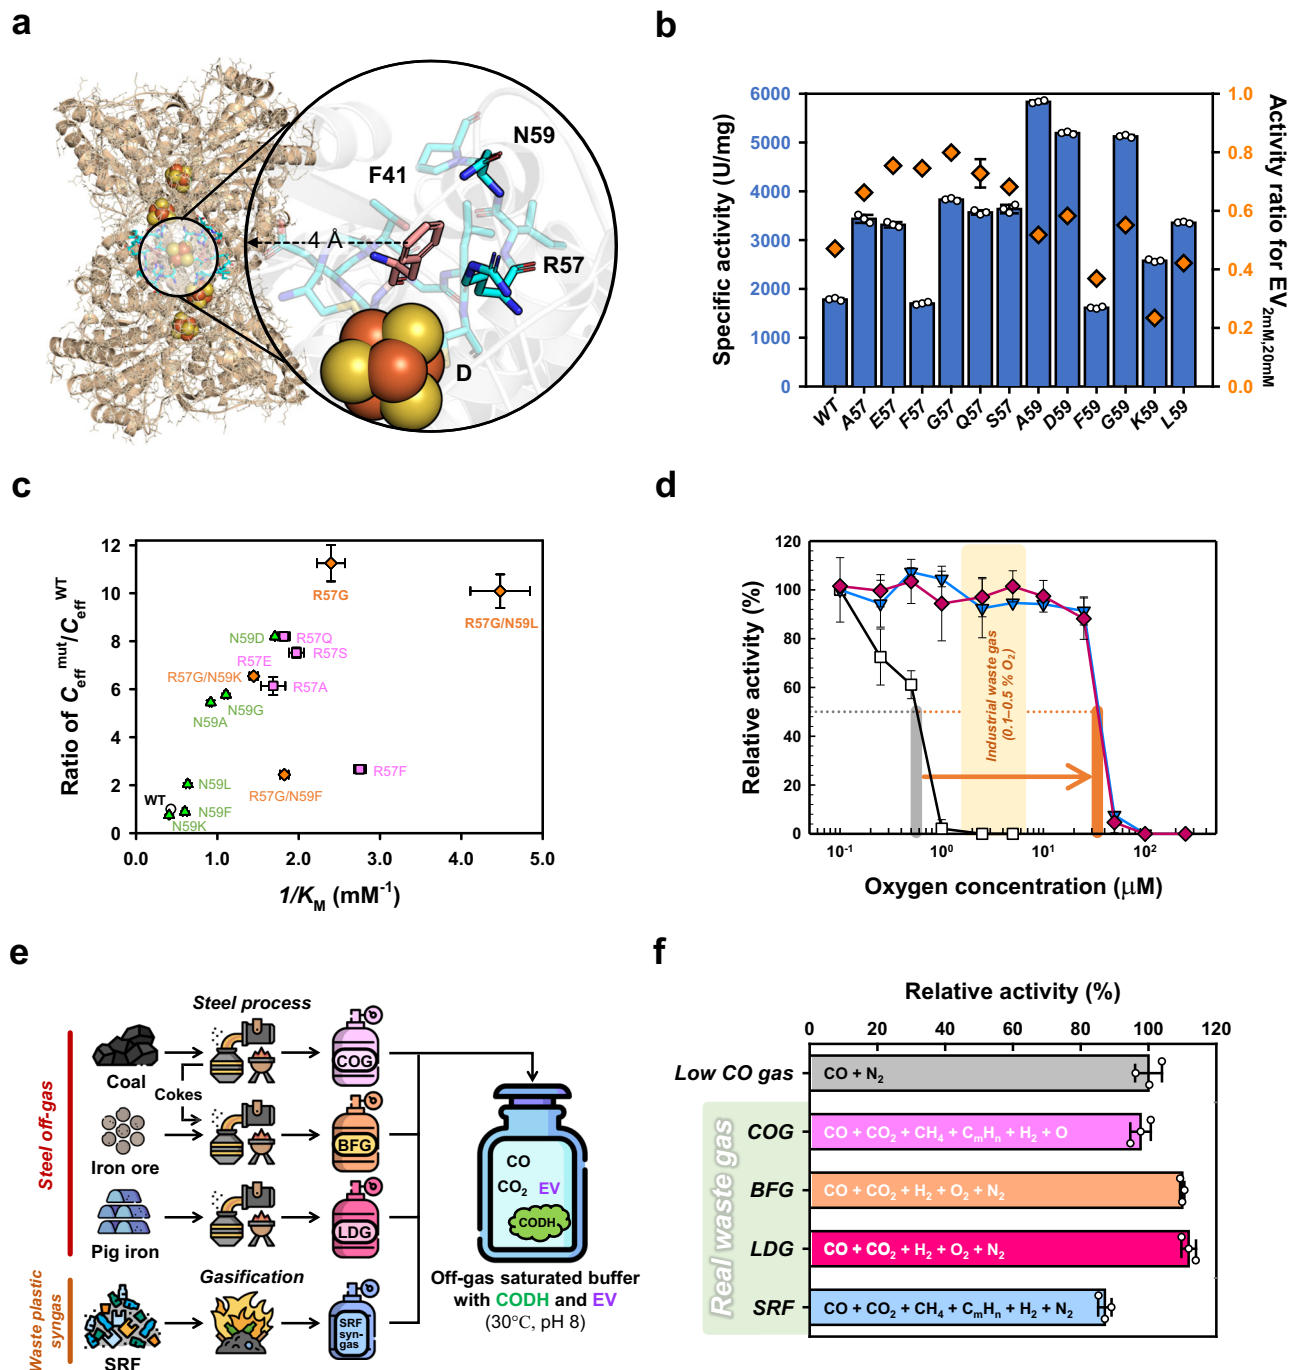 a
N59
F41
4 Å
R57
D
b
Specific activity (U/mg)
6000
5000
4000
3000
2000
1000
0
1.0
0.8
0.6
0.4
0.2
0.0
Activity ratio for EV2mM,20mM
WT
A57
E57
F57
G57
Q57
S57
A59
D59
F59
G59
K59
L59
c
Ratio of Ceff^mut/Ceff^WT
12
10
8
6
4
2
0
R57G
R57G/N59L
N59D
R57Q
R57S
R57E
R57G/N59K
R57A
N59G
N59A
R57F
N59L
R57G/N59F
WT
N59F
N59K
0.0
1.0
2.0
3.0
4.0
5.0
1/KM (mM⁻¹)
d
Relative activity (%)
120
100
80
60
40
20
0
Industrial waste gas
(0.1–0.5 % O₂)
10⁻¹
10⁰
10¹
10²
Oxygen concentration (μM)
e
Steel off-gas
Waste plastic
syngas
Steel process
Coal
Cokes
COG
Iron ore
BFG
Pig iron
LDG
Gasification
SRF
SRF
syn-
gas
CO
CO₂ EV
CODH
Off-gas saturated buffer
with CODH and EV
(30°C, pH 8)
f
Relative activity (%)
0
20
40
60
80
100
120
Low CO gas
CO + N₂
Real waste gas
COG
CO + CO₂ + CH₄ + CmHn + H₂ + O
BFG
CO + CO₂ + H₂ + O₂ + N₂
LDG
CO + CO₂ + H₂ + O₂ + N₂
SRF
CO + CO₂ + CH₄ + CmHn + H₂ + N₂